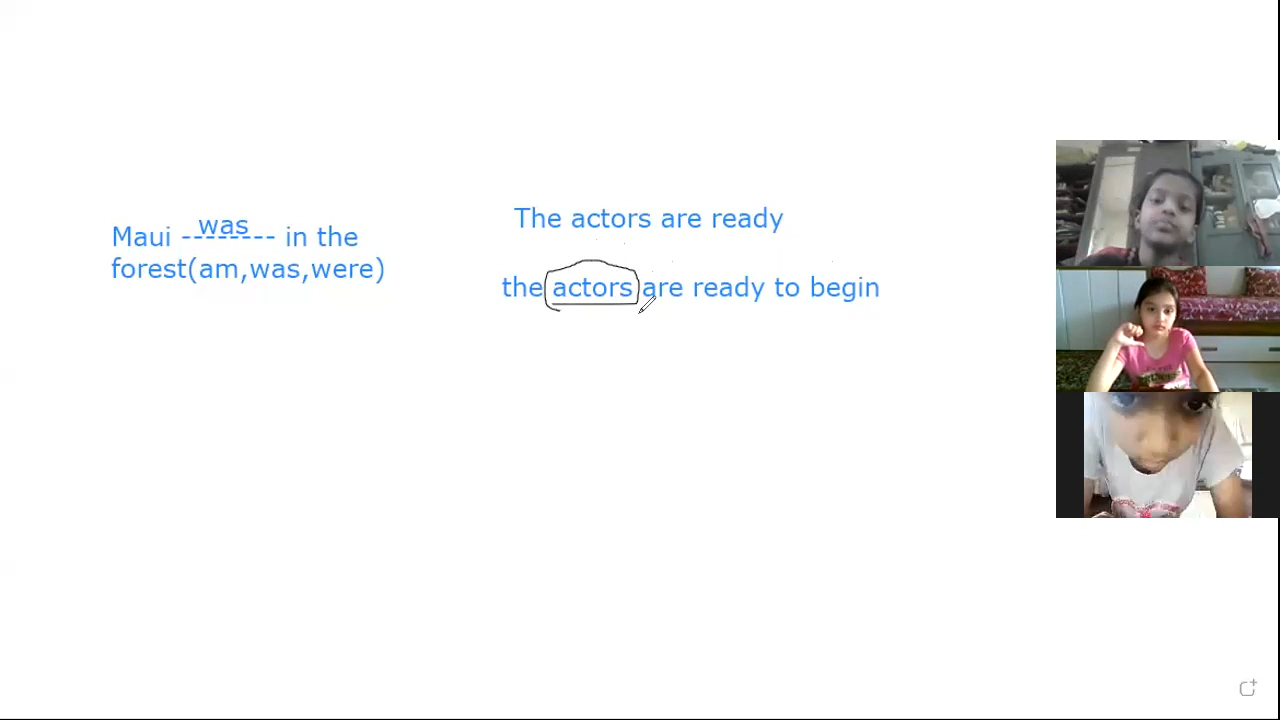 was
Maui -------- in the
forest(am,was,were)
The actors are ready
the actors are ready to begin